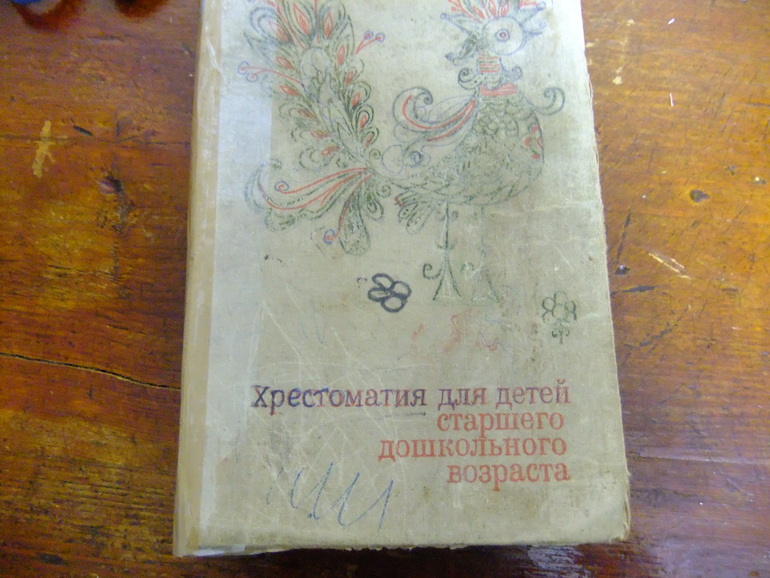 Хрестоматия для детей
старшего
дошкольного
возраста